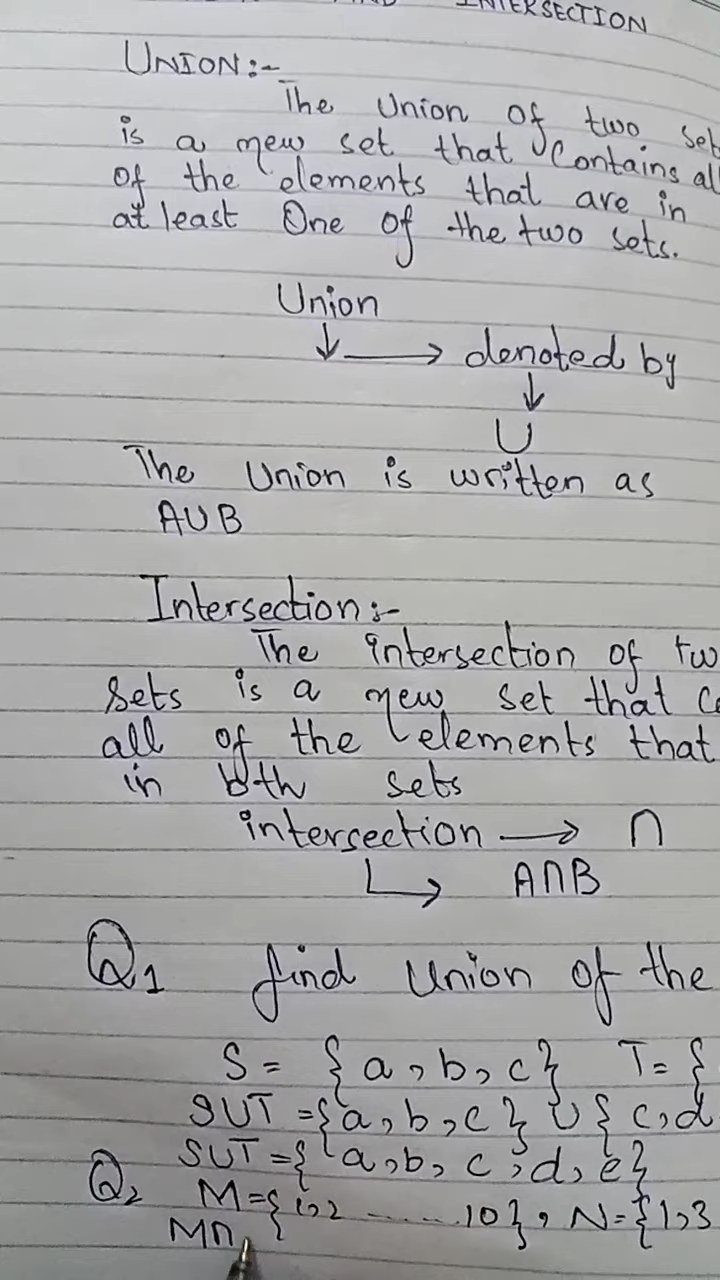 INTERSECTION
UNION:-
The Union of two set
is a new set that Contains all
of the elements that are in
at least One of the two sets.
Union
↓ → denoted by
↓
U
The Union is written as
AUB
Intersection:-
The intersection of tw
Sets is a new set that Co
all of the elements that
in both sets
intersection → ∩
↳ A∩B
Q1 find Union of the
S = {a, b, c} T = {
SUT = {a, b, c} U {c, d
SUT = {a, b, c, d, e}
Q2 M = {1, 2 ...... 10}, N = {1, 3
M∩